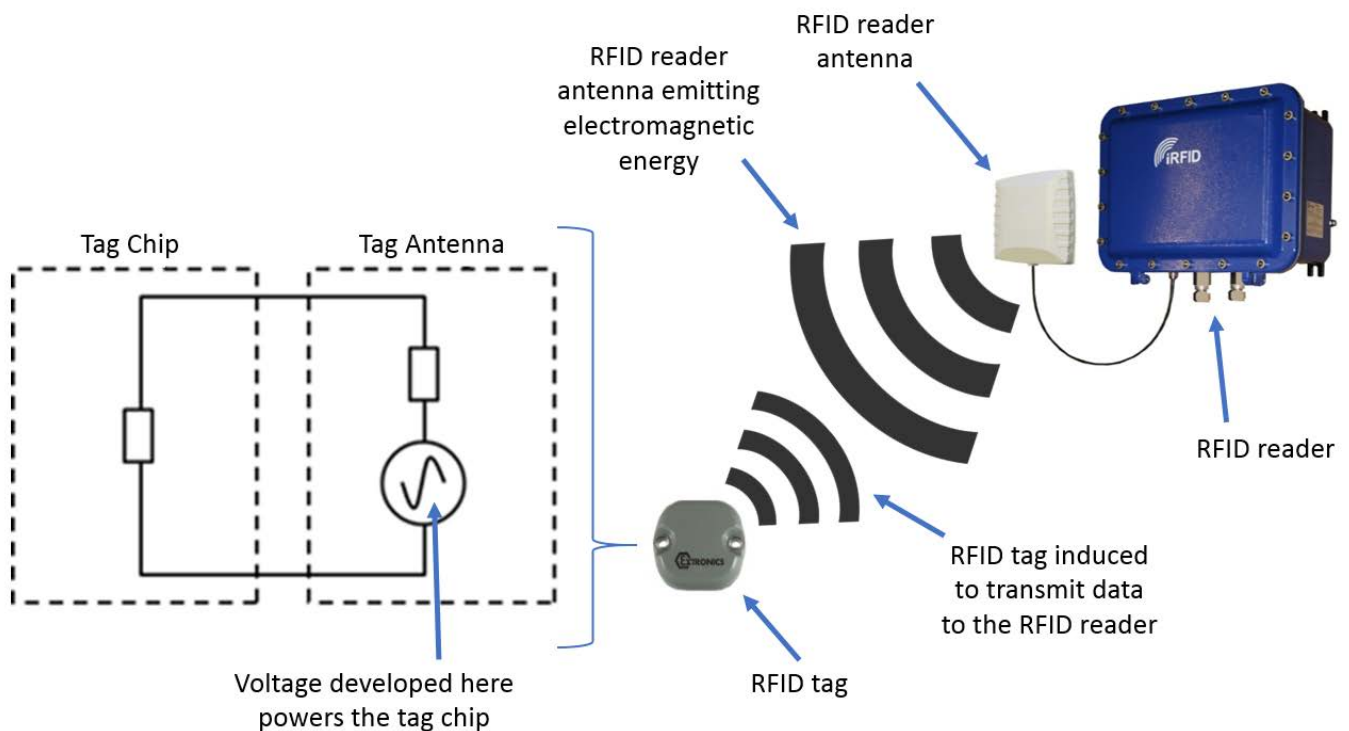 RFID reader
antenna
RFID reader
antenna emitting
electromagnetic
energy
iRFID
Tag Chip
Tag Antenna
RFID reader
EXTRONICS
RFID tag induced
to transmit data
to the RFID reader
RFID tag
Voltage developed here
powers the tag chip